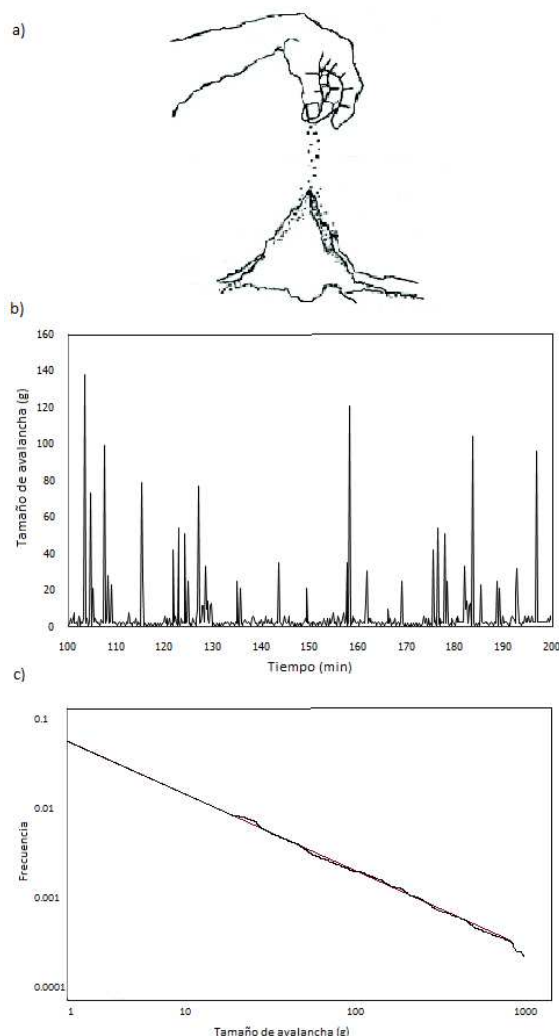 a)
b)
160
140
120
100
80
60
40
20
0
Tamaño de avalancha (g)
100 110 120 130 140 150 160 170 180 190 200
Tiempo (min)
c)
0.1
0.01
0.001
0.0001
Frecuencia
1 10 100 1000
Tamaño de avalancha (g)